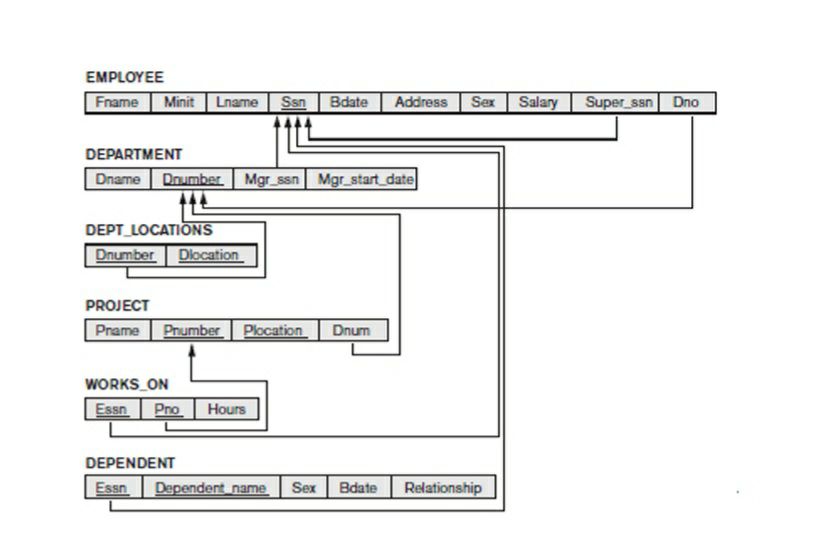 EMPLOYEE
Fname Minit Lname Ssn Bdate Address Sex Salary Super_ssn Dno
DEPARTMENT
Dname Dnumber Mgr_ssn Mgr_start_date
DEPT_LOCATIONS
Dnumber Dlocation
PROJECT
Pname Pnumber Plocation Dnum
WORKS_ON
Essn Pno Hours
DEPENDENT
Essn Dependent_name Sex Bdate Relationship